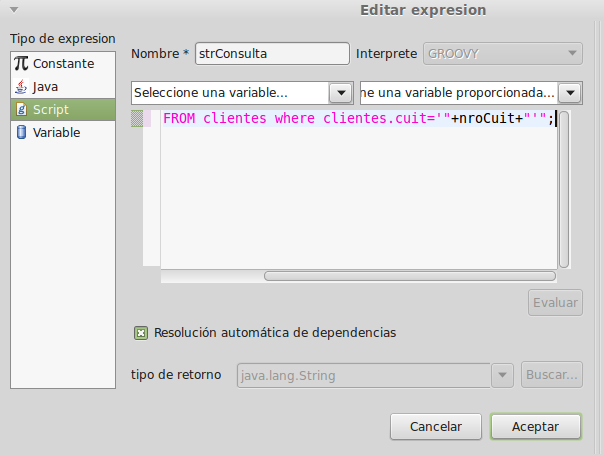 Editar expresion
Tipo de expresion
Constante
Java
Script
Variable
Nombre * strConsulta Interprete GROOVY
Seleccione una variable... ne una variable proporcionada...
FROM clientes where clientes.cuit='"+nroCuit+"'";
Evaluar
Resolución automática de dependencias
tipo de retorno java.lang.String Buscar...
Cancelar Aceptar